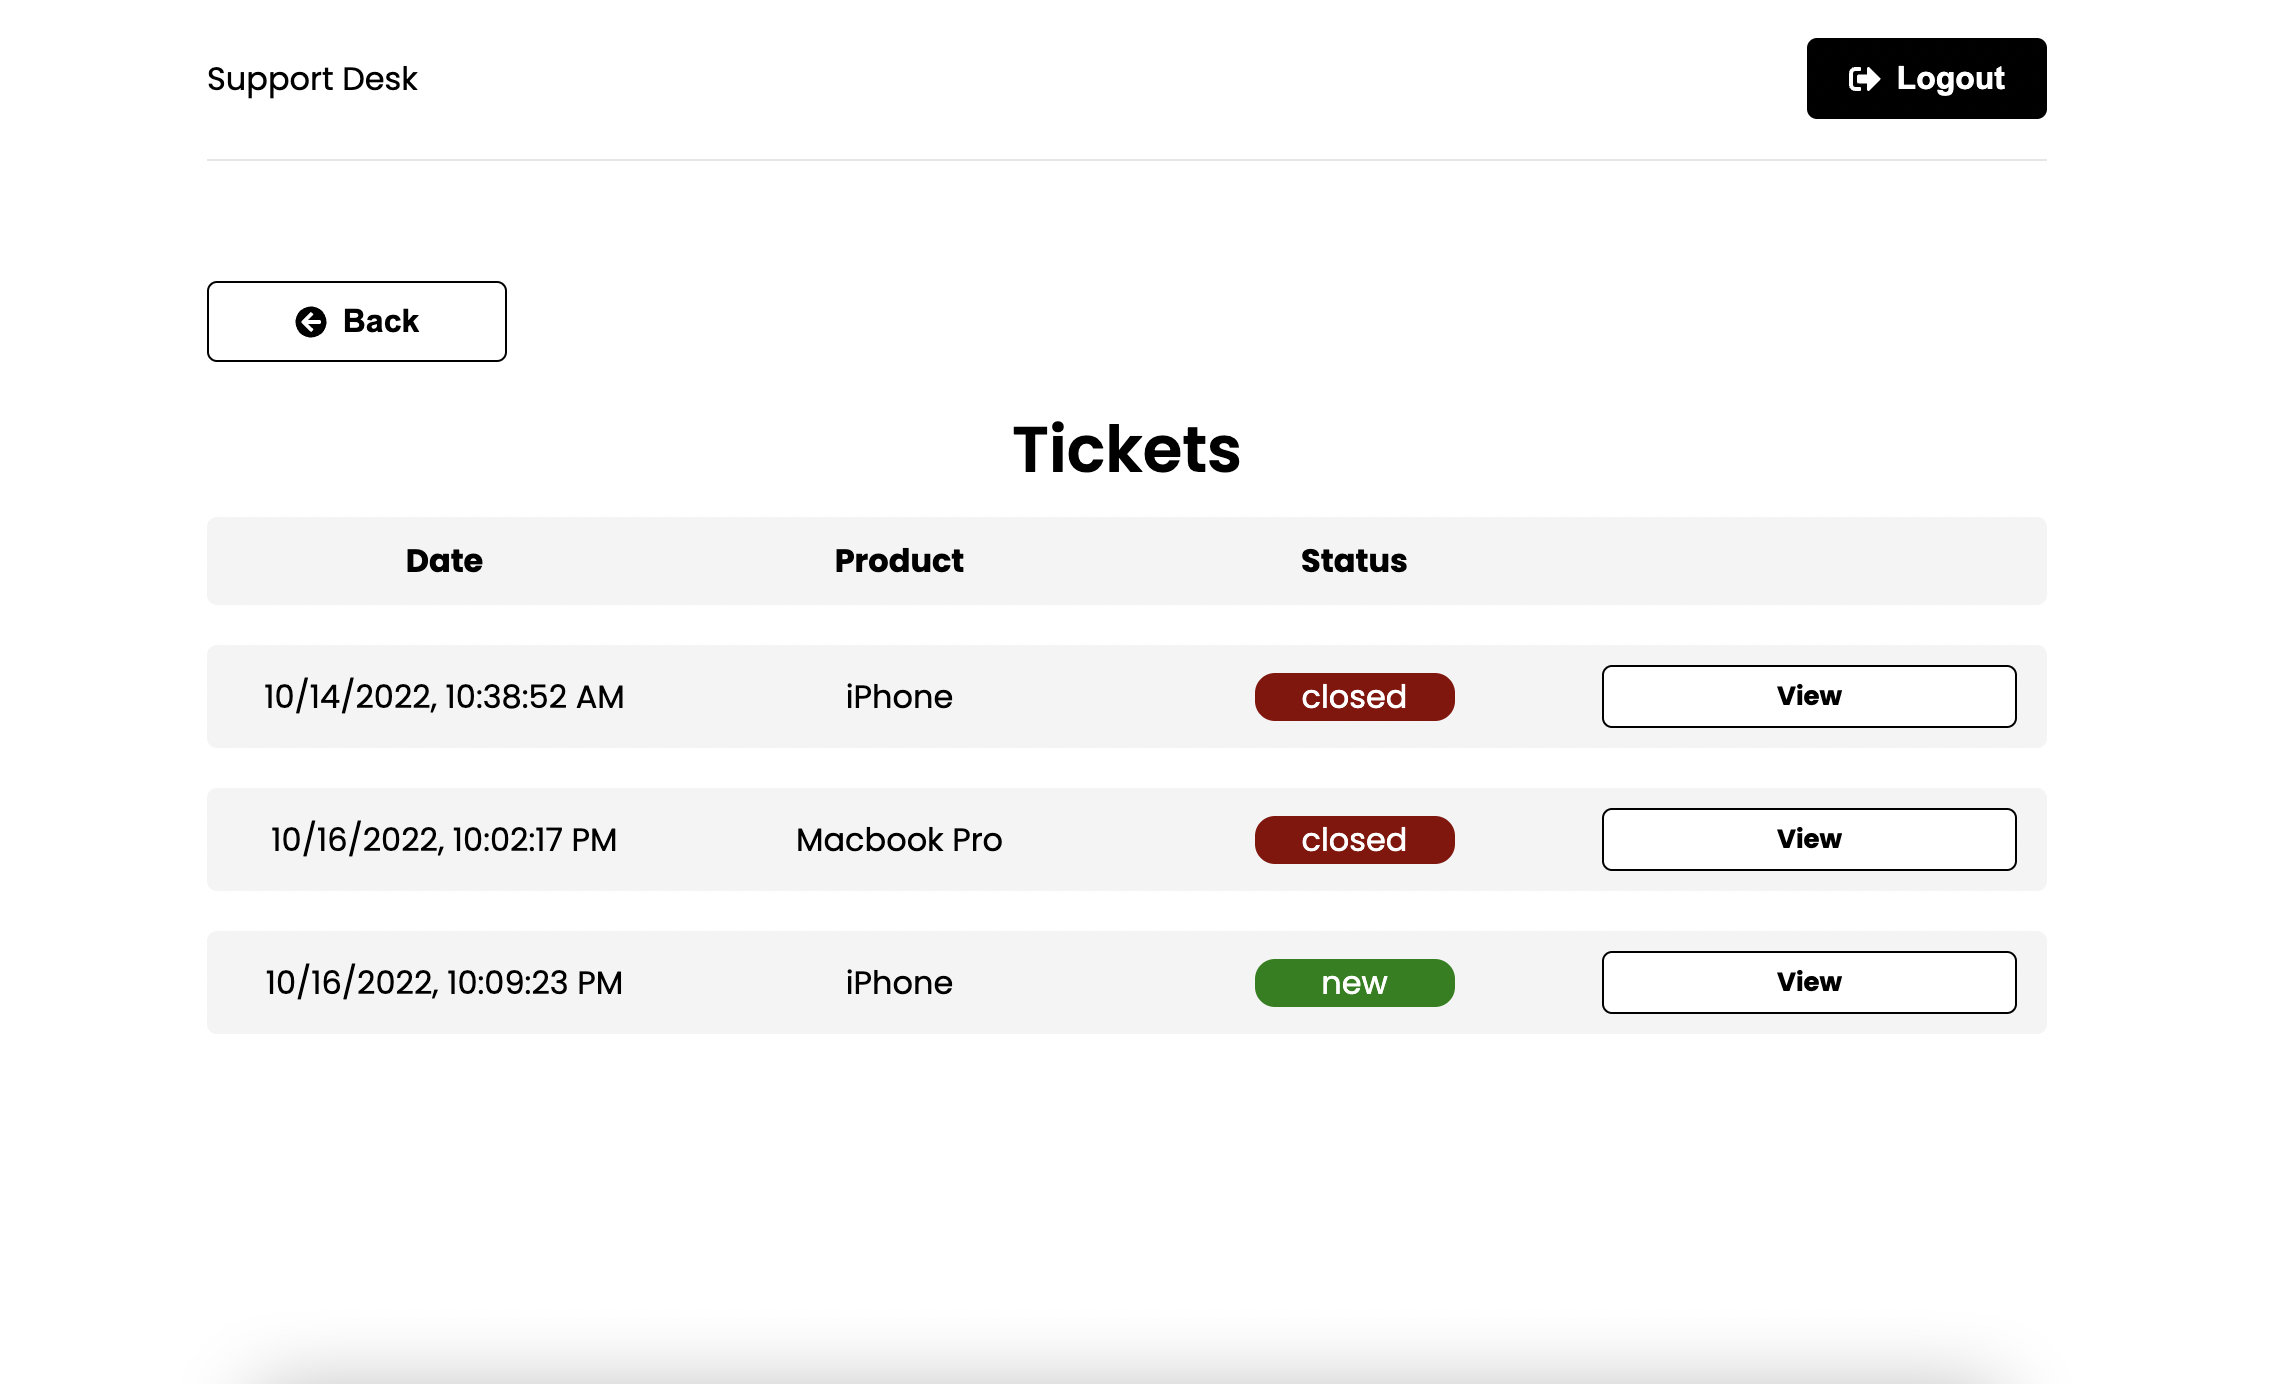 Support Desk
Logout
Back
Tickets
Date Product Status
10/14/2022, 10:38:52 AM iPhone closed View
10/16/2022, 10:02:17 PM Macbook Pro closed View
10/16/2022, 10:09:23 PM iPhone new View